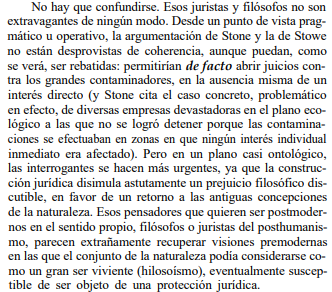 No hay que confundirse. Esos juristas y filósofos no son
extravagantes de ningún modo. Desde un punto de vista prag-
mático u operativo, la argumentación de Stone y la de Stowe
no están desprovistas de coherencia, aunque puedan, como
se verá, ser rebatidas: permitirían de facto abrir juicios con-
tra los grandes contaminadores, en la ausencia misma de un
interés directo (y Stone cita el caso concreto, problemático
en efecto, de diversas empresas devastadoras en el plano eco-
lógico a las que no se logró detener porque las contamina-
ciones se efectuaban en zonas en que ningún interés individual
inmediato era afectado). Pero en un plano casi ontológico,
las interrogantes se hacen más urgentes, ya que la construc-
ción jurídica disimula astutamente un prejuicio filosófico dis-
cutible, en favor de un retorno a las antiguas concepciones
de la naturaleza. Esos pensadores que quieren ser postmoder-
nos en el sentido propio, filósofos o juristas del posthumanis-
mo, parecen extrañamente recuperar visiones premodernas
en las que el conjunto de la naturaleza podía considerarse co-
mo un gran ser viviente (hilosoísmo), eventualmente suscep-
tible de ser objeto de una protección jurídica.